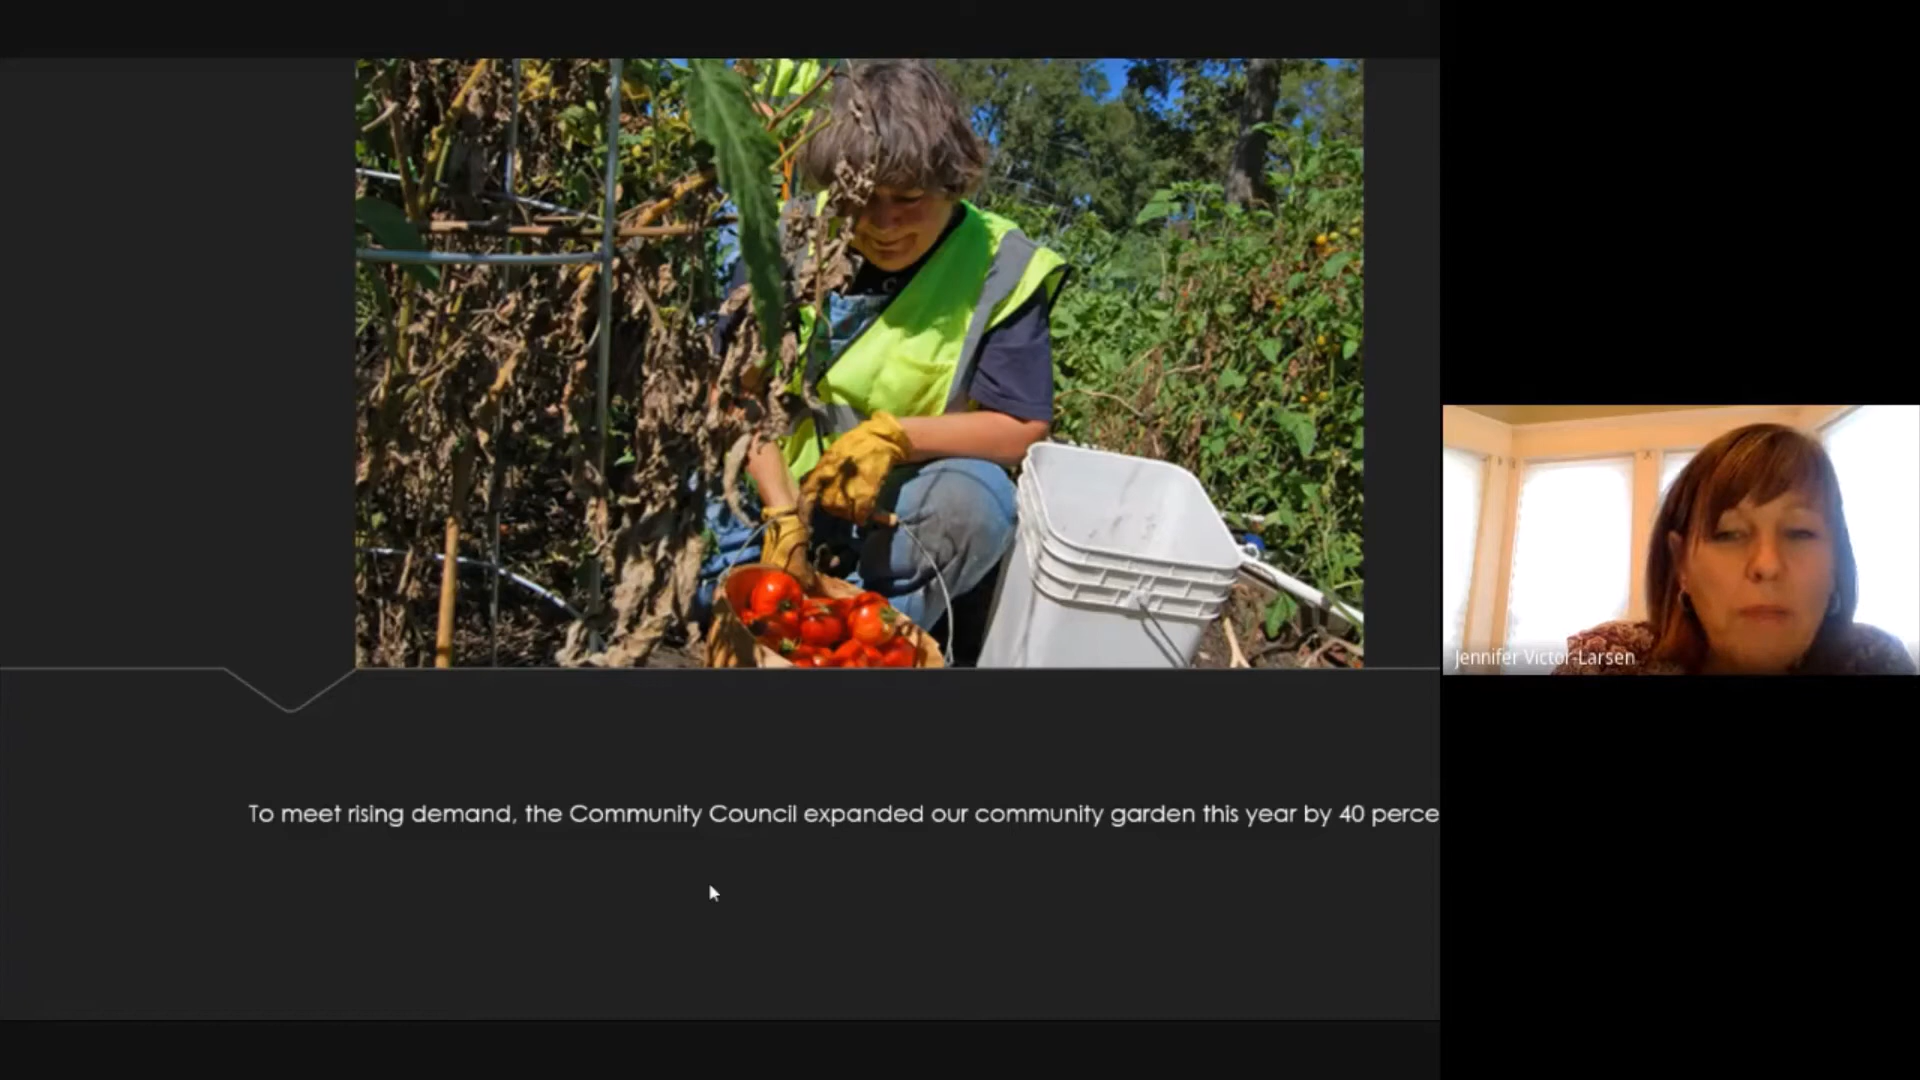 To meet rising demand, the Community Council expanded our community garden this year by 40 perce
Jennifer Victor-Larsen